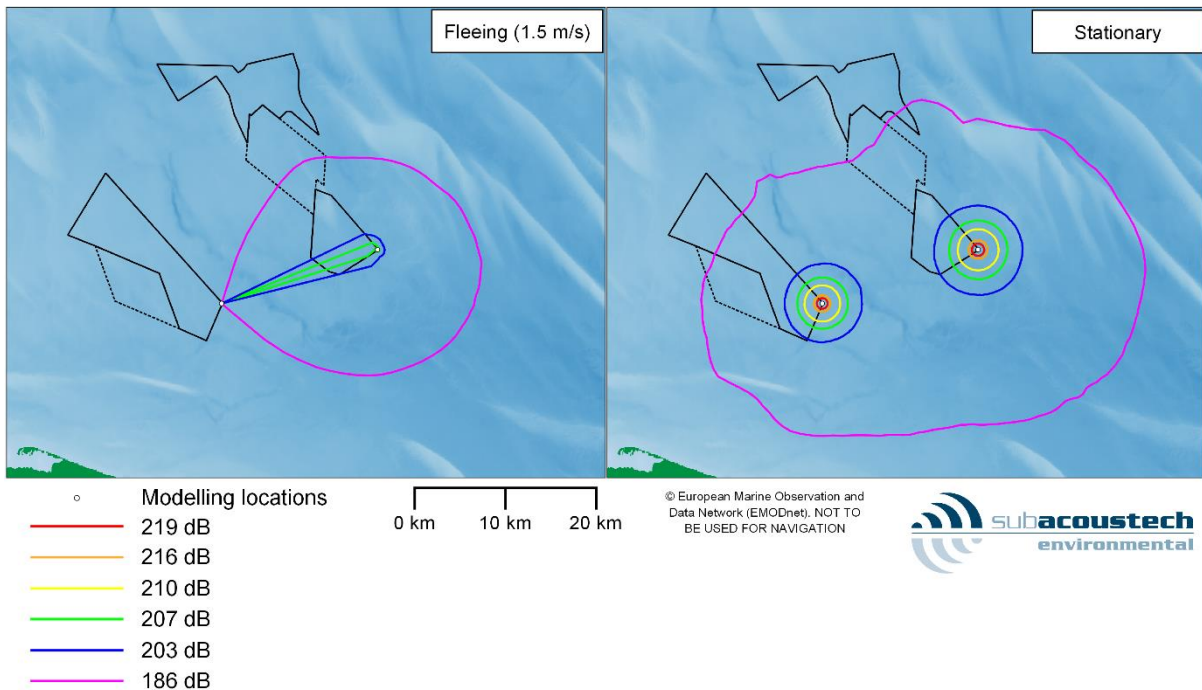 Fleeing (1.5 m/s)
Stationary
Modelling locations
219 dB
216 dB
210 dB
207 dB
203 dB
186 dB
0 km 10 km 20 km
© European Marine Observation and
Data Network (EMODnet). NOT TO
BE USED FOR NAVIGATION
subacoustech
environmental